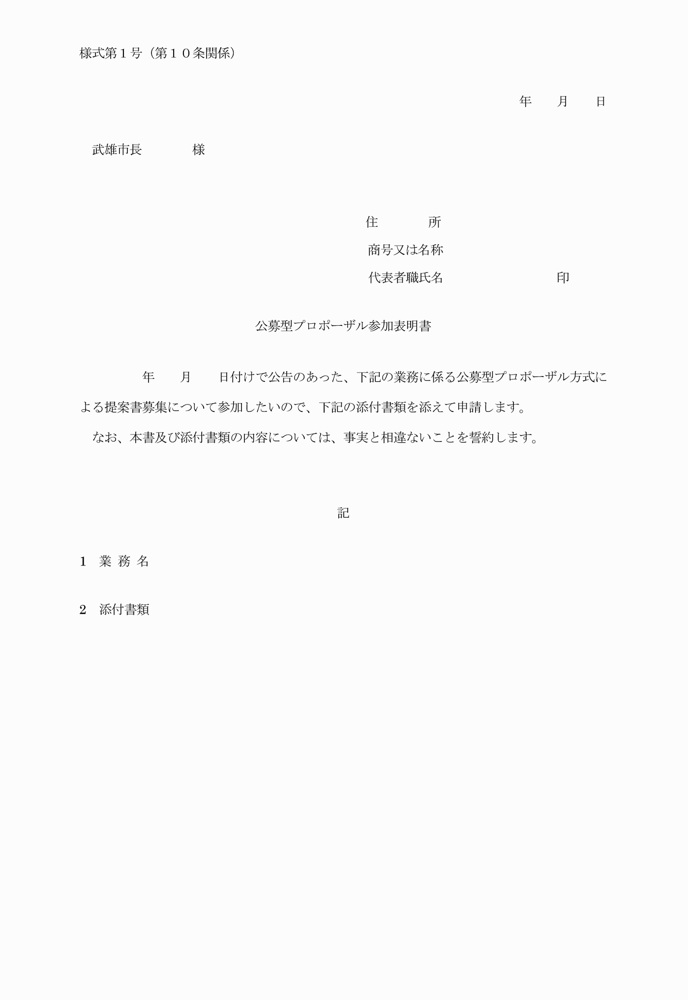 様式第１号（第１０条関係）
年　　月　　日
武雄市長　　　　様
住　　　　所
商号又は名称
代表者職氏名　　　　　　　　　印
公募型プロポーザル参加表明書
年　　月　　日付けで公告のあった、下記の業務に係る公募型プロポーザル方式に
よる提案書募集について参加したいので、下記の添付書類を添えて申請します。
なお、本書及び添付書類の内容については、事実と相違ないことを誓約します。
記
1　業 務 名
2　添付書類